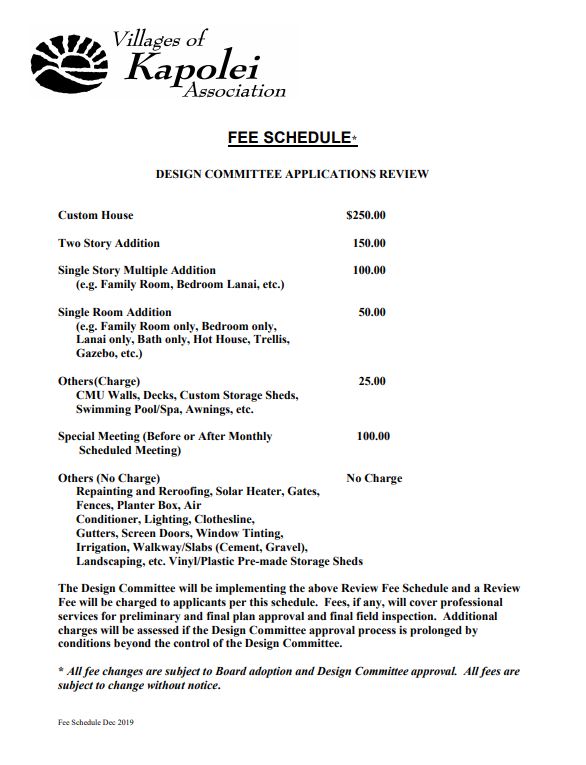 Villages of
Kapolei
Association
FEE SCHEDULE*
DESIGN COMMITTEE APPLICATIONS REVIEW
Custom House $250.00
Two Story Addition 150.00
Single Story Multiple Addition 100.00
(e.g. Family Room, Bedroom Lanai, etc.)
Single Room Addition 50.00
(e.g. Family Room only, Bedroom only,
Lanai only, Bath only, Hot House, Trellis,
Gazebo, etc.)
Others(Charge) 25.00
CMU Walls, Decks, Custom Storage Sheds,
Swimming Pool/Spa, Awnings, etc.
Special Meeting (Before or After Monthly 100.00
Scheduled Meeting)
Others (No Charge) No Charge
Repainting and Reroofing, Solar Heater, Gates,
Fences, Planter Box, Air
Conditioner, Lighting, Clothesline,
Gutters, Screen Doors, Window Tinting,
Irrigation, Walkway/Slabs (Cement, Gravel),
Landscaping, etc. Vinyl/Plastic Pre-made Storage Sheds
The Design Committee will be implementing the above Review Fee Schedule and a Review
Fee will be charged to applicants per this schedule. Fees, if any, will cover professional
services for preliminary and final plan approval and final field inspection. Additional
charges will be assessed if the Design Committee approval process is prolonged by
conditions beyond the control of the Design Committee.
* All fee changes are subject to Board adoption and Design Committee approval. All fees are
subject to change without notice.
Fee Schedule Dec 2019